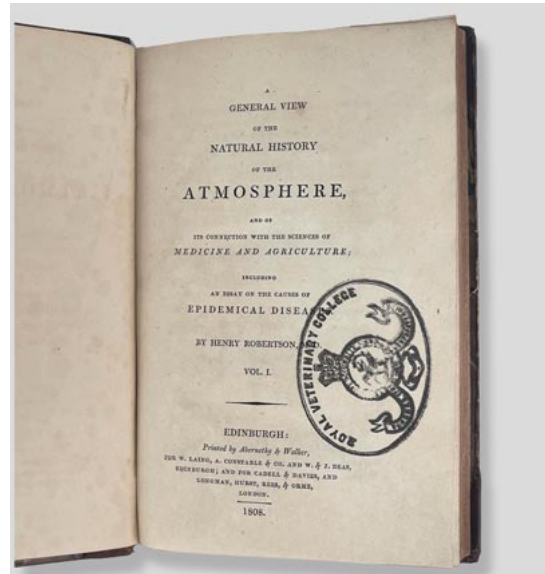 A
GENERAL VIEW
OF THE
NATURAL HISTORY
OF THE
ATMOSPHERE,
AND OF
ITS CONNECTION WITH THE SCIENCES OF
MEDICINE AND AGRICULTURE;
INCLUDING
AN ESSAY ON THE CAUSES OF
EPIDEMICAL
BY HENRY ROBERTSON,
VOL. I.
ROYAL VETERINARY COLLEGE
EDINBURGH:
Printed by Abernethy & Walker,
FOR W. LAING, A. CONSTABLE & CO. AND W. & J. DEAS,
EDINBURGH; AND FOR CADELL & DAVIES, AND
LONGMAN, HURST, REES, & ORME,
LONDON.
1808.